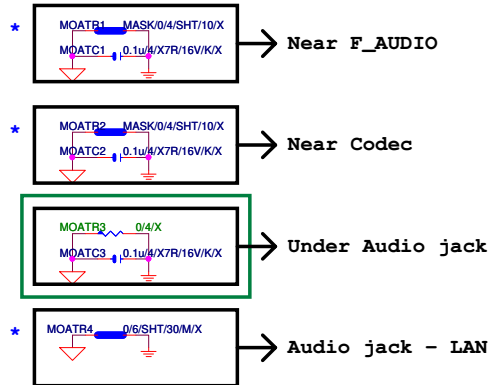 * MOATR1 MASK/0/4/SHT/10/X
MOATC1 0.1u/4/X7R/16V/K/X
Near F_AUDIO
* MOATR2 MASK/0/4/SHT/10/X
MOATC2 0.1u/4/X7R/16V/K/X
Near Codec
MOATR3 0/4/X
MOATC3 0.1u/4/X7R/16V/K/X
Under Audio jack
* MOATR4 0/6/SHT/30/M/X
Audio jack - LAN